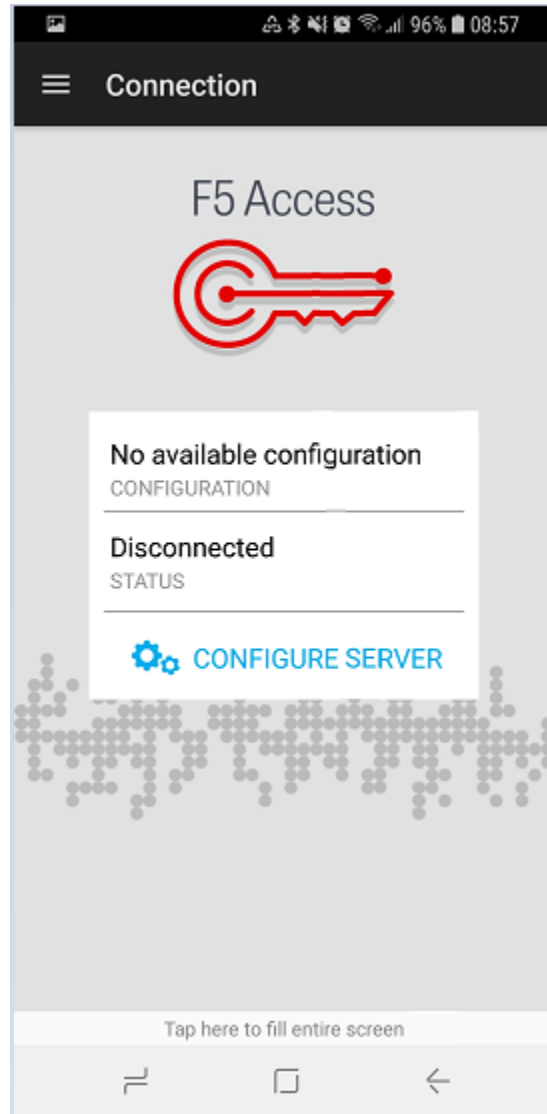 96% 08:57
Connection
F5 Access
No available configuration
CONFIGURATION
Disconnected
STATUS
CONFIGURE SERVER
Tap here to fill entire screen